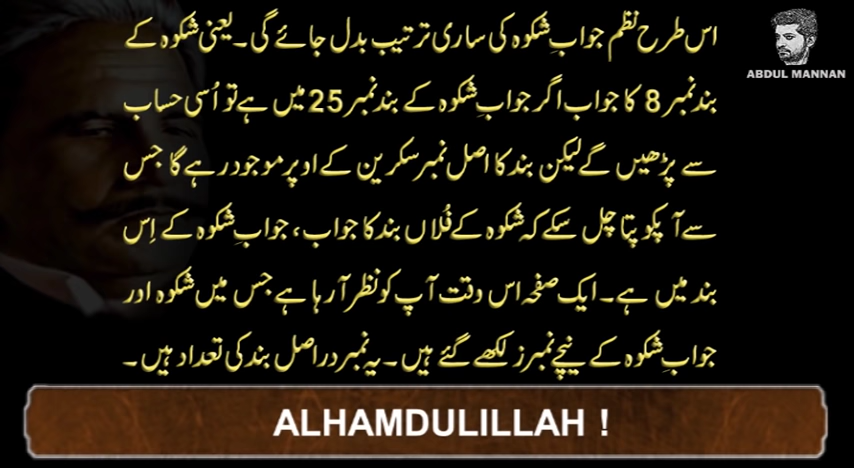 ABDUL MANNAN
اس طرح نظم جوابِ شکوہ کی ساری ترتیب بدل جائے گی۔ یعنی شکوہ کے
بند نمبر 8 کا جواب اگر جوابِ شکوہ کے بند نمبر 25 میں ہے تو اُسی حساب
سے پڑھیں گے لیکن بند کا اصل نمبر سکرین کے اوپر موجود رہے گا جس
سے آپکو پتا چل سکے کہ شکوہ کے فُلاں بند کا جواب، جوابِ شکوہ کے اِس
بند میں ہے۔ ایک صفحہ اس وقت آپ کو نظر آ رہا ہے جس میں شکوہ اور
جوابِ شکوہ کے نیچے نمبرز لکھے گئے ہیں۔ یہ نمبر دراصل بند کی تعداد ہیں۔
ALHAMDULILLAH !